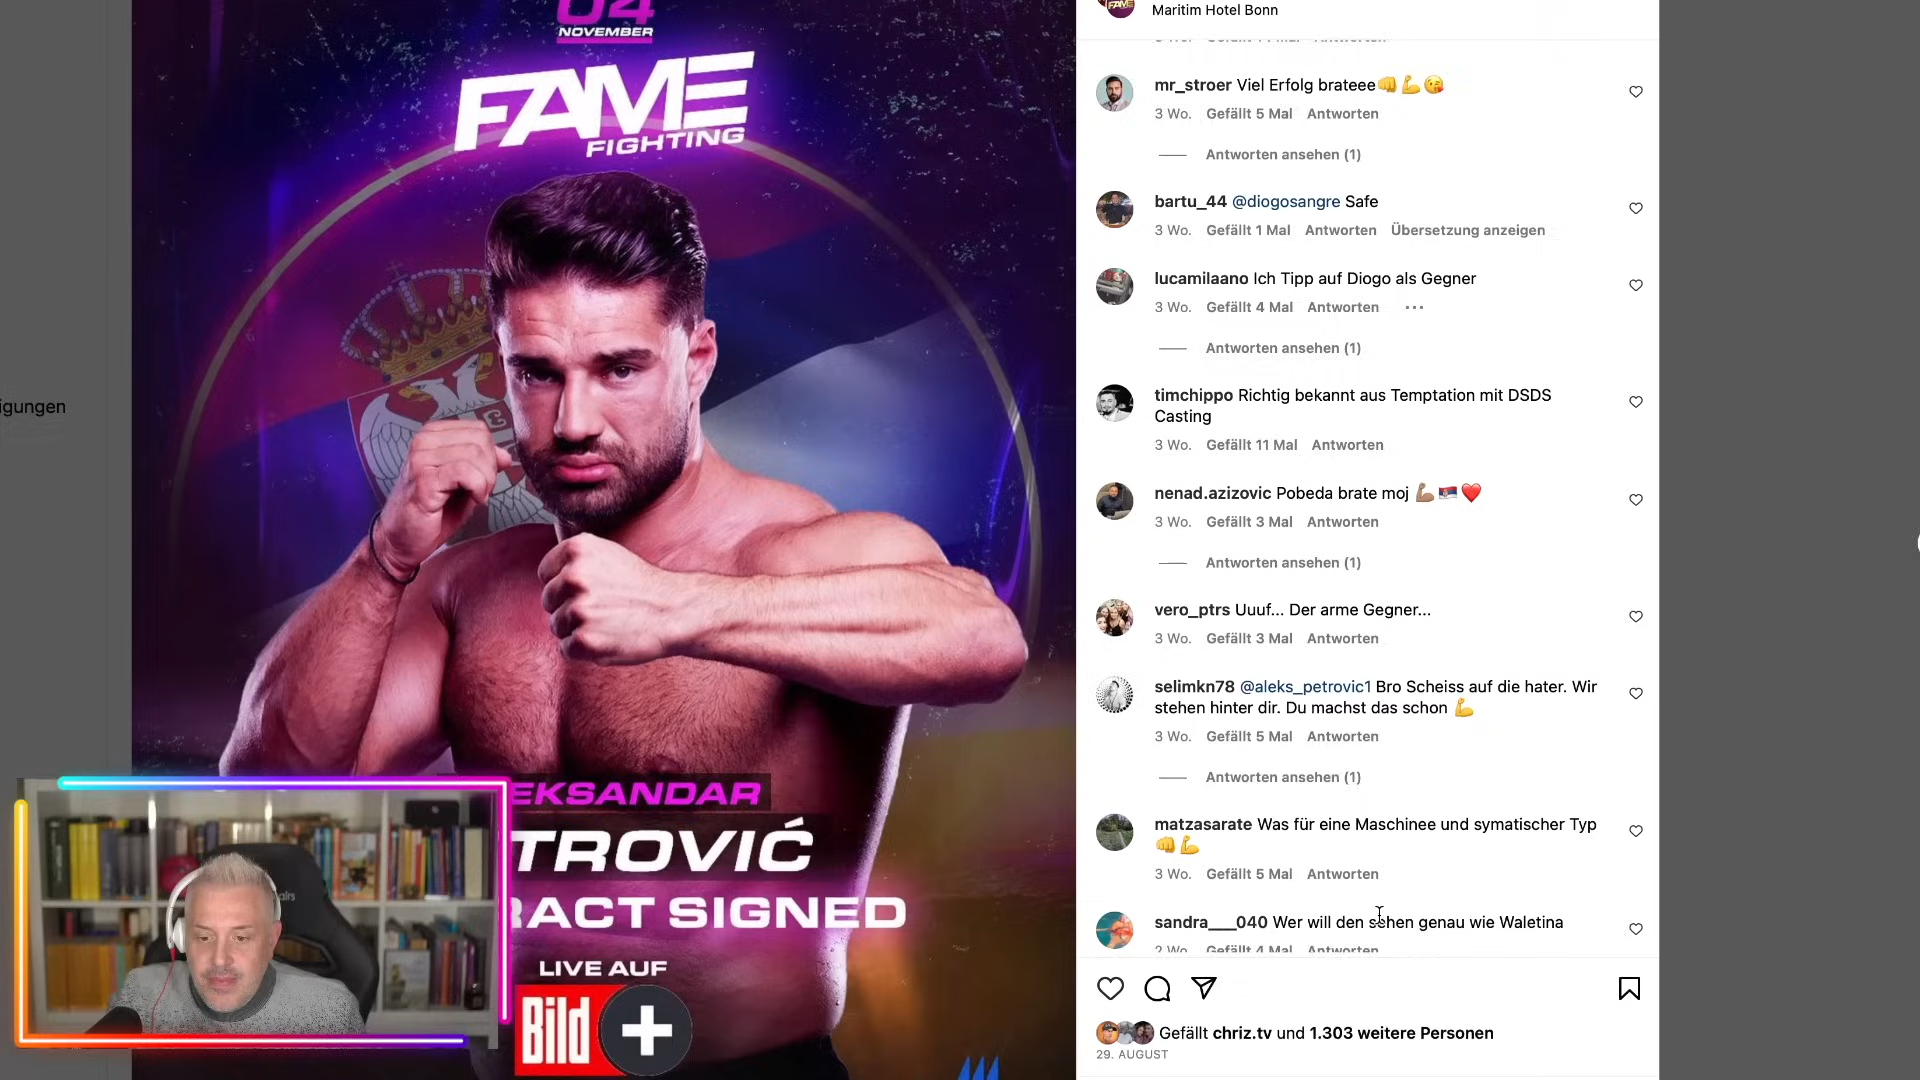 04
NOVEMBER
FAME
FIGHTING
igungen
EKSANDAR
TROVIĆ
RACT SIGNED
LIVE AUF
Bild
Maritim Hotel Bonn
mr_stroer Viel Erfolg brateee👊💪😘
3 Wo. Gefällt 5 Mal Antworten
Antworten ansehen (1)
bartu_44 @diogosangre Safe
3 Wo. Gefällt 1 Mal Antworten Übersetzung anzeigen
lucamilaano Ich Tipp auf Diogo als Gegner
3 Wo. Gefällt 4 Mal Antworten ...
Antworten ansehen (1)
timchippo Richtig bekannt aus Temptation mit DSDS
Casting
3 Wo. Gefällt 11 Mal Antworten
nenad.azizovic Pobeda brate moj 💪🏽🇷🇸❤️
3 Wo. Gefällt 3 Mal Antworten
Antworten ansehen (1)
vero_ptrs Uuuf... Der arme Gegner...
3 Wo. Gefällt 3 Mal Antworten
selimkn78 @aleks_petrovic1 Bro Scheiss auf die hater. Wir
stehen hinter dir. Du machst das schon 💪
3 Wo. Gefällt 5 Mal Antworten
Antworten ansehen (1)
matzasarate Was für eine Maschinee und symatischer Typ
👊💪
3 Wo. Gefällt 5 Mal Antworten
sandra___040 Wer will den sehen genau wie Waletina
2 Wo. Gefällt 4 Mal Antworten
Gefällt chriz.tv und 1.303 weitere Personen
29. AUGUST